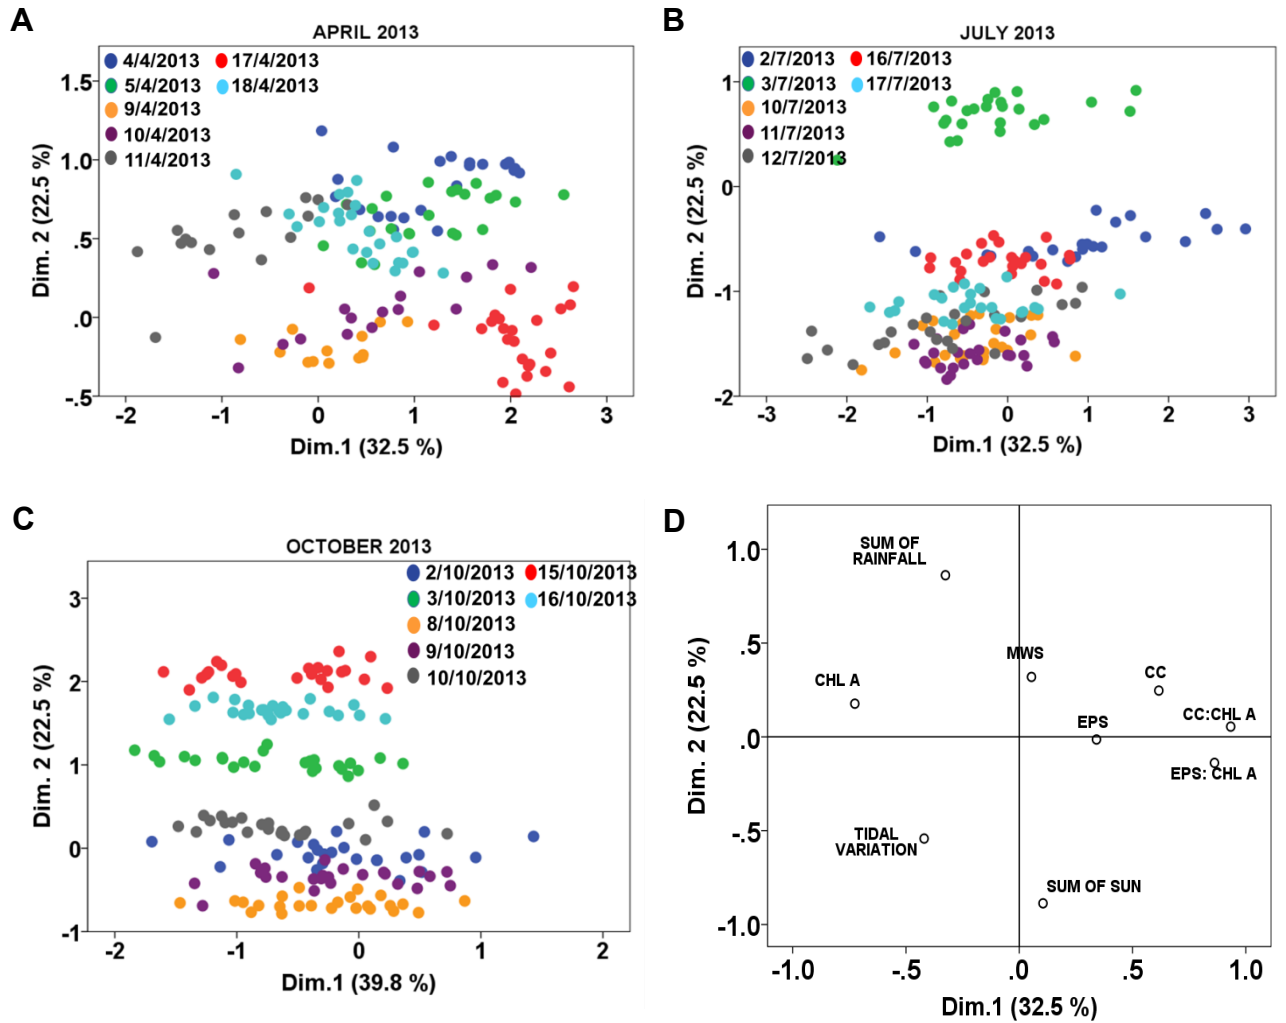 A
APRIL 2013
4/4/2013
5/4/2013
9/4/2013
10/4/2013
11/4/2013
17/4/2013
18/4/2013
1.5
1.0
.5
.0
-.5
-2
-1
0
1
2
3
Dim. 2 (22.5 %)
Dim.1 (32.5 %)
B
JULY 2013
2/7/2013
3/7/2013
10/7/2013
11/7/2013
12/7/2013
16/7/2013
17/7/2013
1
0
-1
-2
-3
-2
-1
0
1
2
3
Dim. 2 (22.5 %)
Dim.1 (32.5 %)
C
OCTOBER 2013
2/10/2013
3/10/2013
8/10/2013
9/10/2013
10/10/2013
15/10/2013
16/10/2013
3
2
1
0
-1
-2
-1
0
1
2
Dim. 2 (22.5 %)
Dim.1 (39.8 %)
D
SUM OF
RAINFALL
MWS
CHL A
CC
CC:CHL A
EPS
EPS: CHL A
TIDAL
VARIATION
SUM OF SUN
1.0
.5
.0
-.5
-1.0
-1.0
-.5
.0
.5
1.0
Dim. 2 (22.5 %)
Dim.1 (32.5 %)